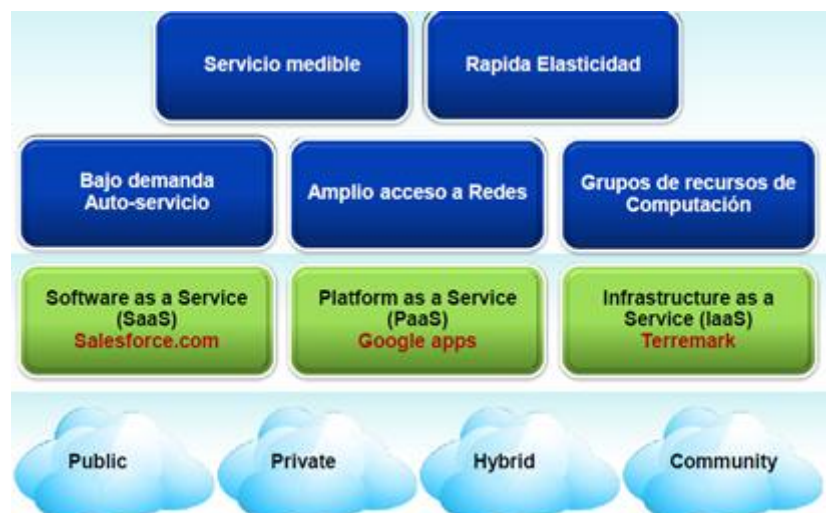 Servicio medible
Rapida Elasticidad
Bajo demanda
Auto-servicio
Amplio acceso a Redes
Grupos de recursos de
Computación
Software as a Service
(SaaS)
Salesforce.com
Platform as a Service
(PaaS)
Google apps
Infrastructure as a
Service (IaaS)
Terremark
Public
Private
Hybrid
Community